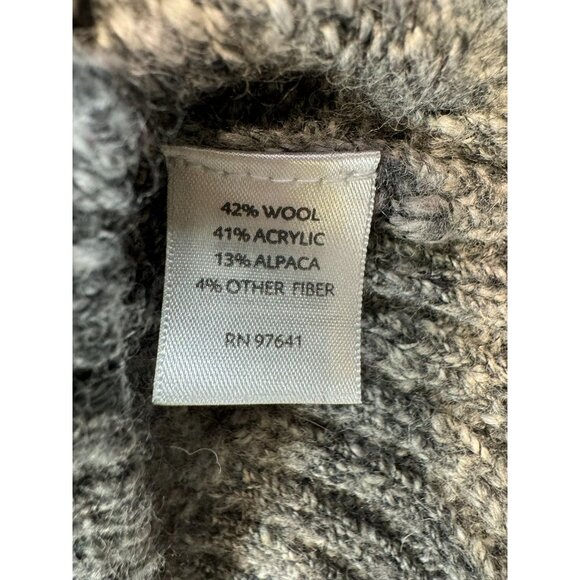 42% WOOL
41% ACRYLIC
13% ALPACA
4% OTHER FIBER
RN 97641